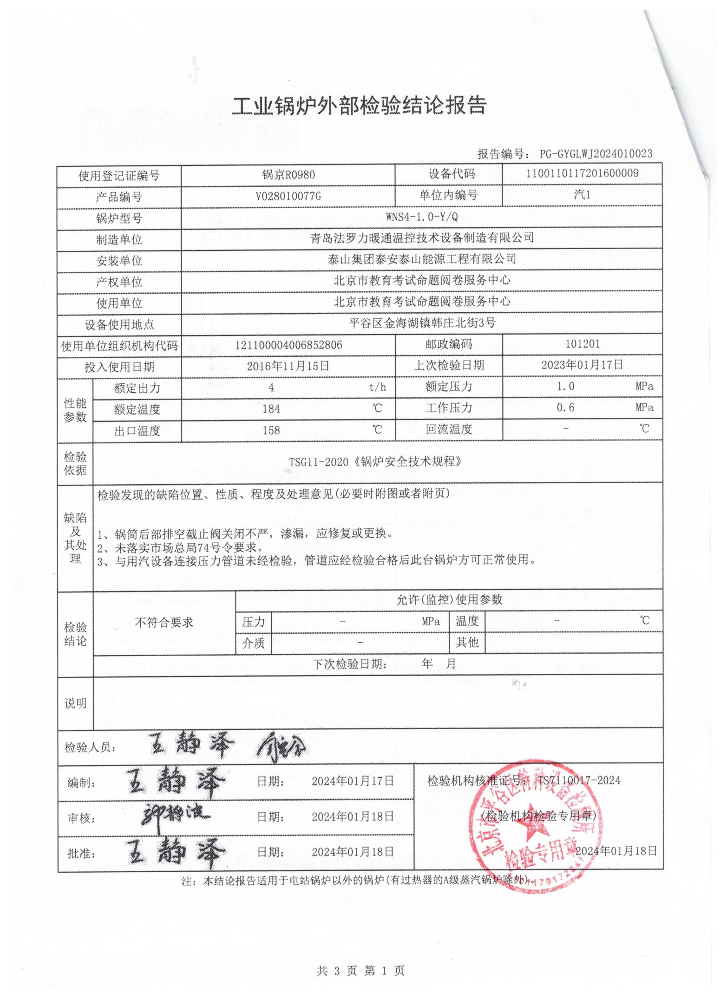 工业锅炉外部检验结论报告
报告编号： PG-GYGLWJ2024010023
使用登记证编号 锅京R0980 设备代码 110011011720160009
产品编号 V028010077G 单位内编号 汽1
锅炉型号 WNS4-1.0-Y/Q
制造单位 青岛法罗力暖通温控技术设备制造有限公司
安装单位 泰山集团泰安泰山能源工程有限公司
产权单位 北京市教育考试命题阅卷服务中心
使用单位 北京市教育考试命题阅卷服务中心
设备使用地点 平谷区金海湖镇韩庄北街3号
使用单位组织机构代码 121100004006852806 邮政编码 101201
投入使用日期 2016年11月15日 上次检验日期 2023年01月17日
性能参数 额定出力 4 t/h 额定压力 1.0 MPa
额定温度 184 ℃ 工作压力 0.6 MPa
出口温度 158 ℃ 回流温度 - ℃
检验依据 TSG11-2020《锅炉安全技术规程》
缺陷及其处理
检验发现的缺陷位置、性质、程度及处理意见(必要时附图或者附页)
1、锅筒后部排空截止阀关闭不严，渗漏，应修复或更换。
2、未落实市场总局74号令要求。
3、与用汽设备连接压力管道未经检验，管道应经检验合格后此台锅炉方可正常使用。
检验结论 不符合要求 允许(监控)使用参数
压力 - MPa 温度 - ℃
介质 - 其他
下次检验日期： 年 月
说明
检验人员： 王静泽
编制： 王静泽 日期： 2024年01月17日 检验机构核准证号： TS7110017-2024
审核： 日期： 2024年01月18日 (检验机构检验专用章)
批准： 王静泽 日期： 2024年01月18日 2024年01月18日
北京市平谷区特种设备检测所
检验专用章
注：本结论报告适用于电站锅炉以外的锅炉(有过热器的A级蒸汽锅炉除外)。
共 3 页 第 1 页